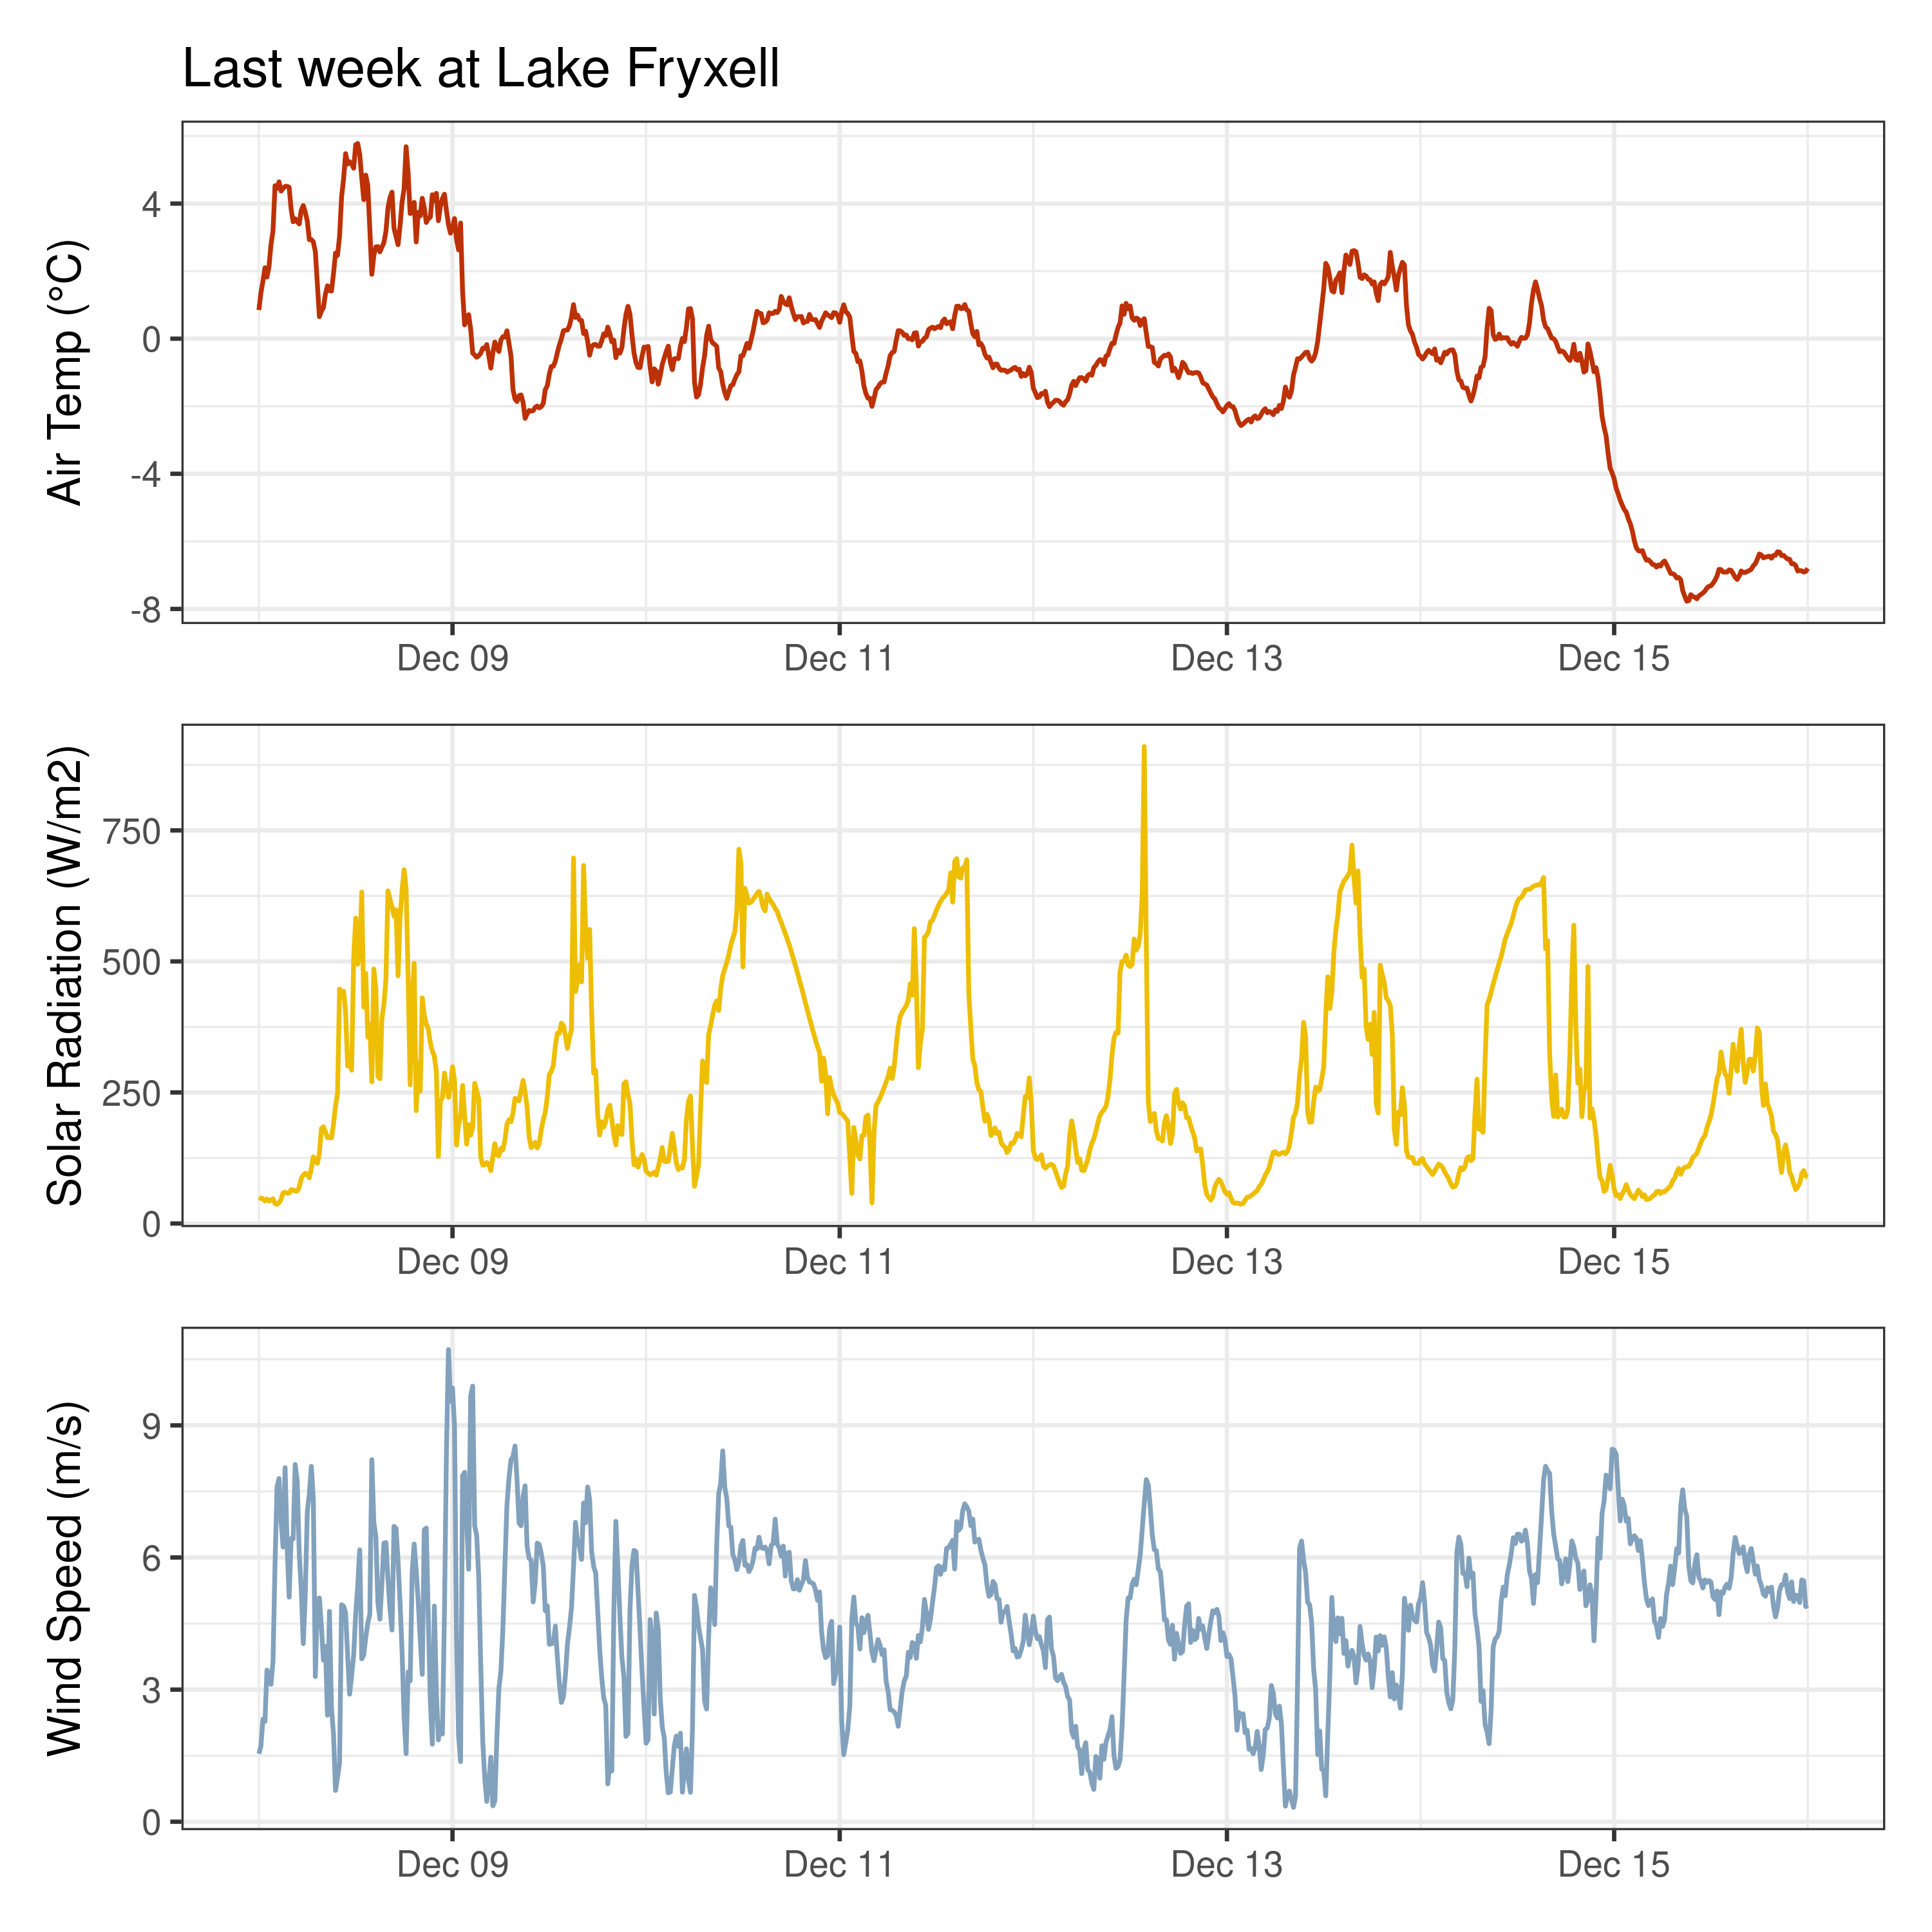 Last week at Lake Fryxell
Air Temp (°C)
4
0
-4
-8
Dec 09 Dec 11 Dec 13 Dec 15
Solar Radiation (W/m2)
750
500
250
0
Dec 09 Dec 11 Dec 13 Dec 15
Wind Speed (m/s)
9
6
3
0
Dec 09 Dec 11 Dec 13 Dec 15